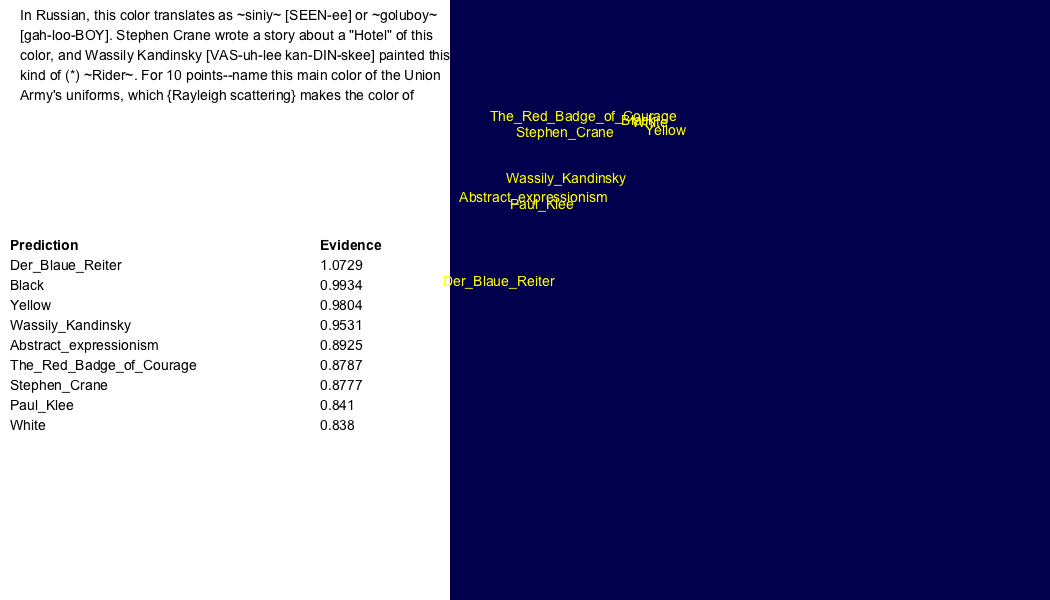 In Russian, this color translates as ~siniy~ [SEEN-ee] or ~goluboy~
[gah-loo-BOY]. Stephen Crane wrote a story about a "Hotel" of this
color, and Wassily Kandinsky [VAS-uh-lee kan-DIN-skee] painted this
kind of (*) ~Rider~. For 10 points--name this main color of the Union
Army's uniforms, which {Rayleigh scattering} makes the color of
Prediction Evidence
Der_Blaue_Reiter 1.0729
Black 0.9934
Yellow 0.9804
Wassily_Kandinsky 0.9531
Abstract_expressionism 0.8925
The_Red_Badge_of_Courage 0.8787
Stephen_Crane 0.8777
Paul_Klee 0.841
White 0.838
The_Red_Badge_of_Courage
Black
White
Yellow
Stephen_Crane
Wassily_Kandinsky
Abstract_expressionism
Paul_Klee
Der_Blaue_Reiter